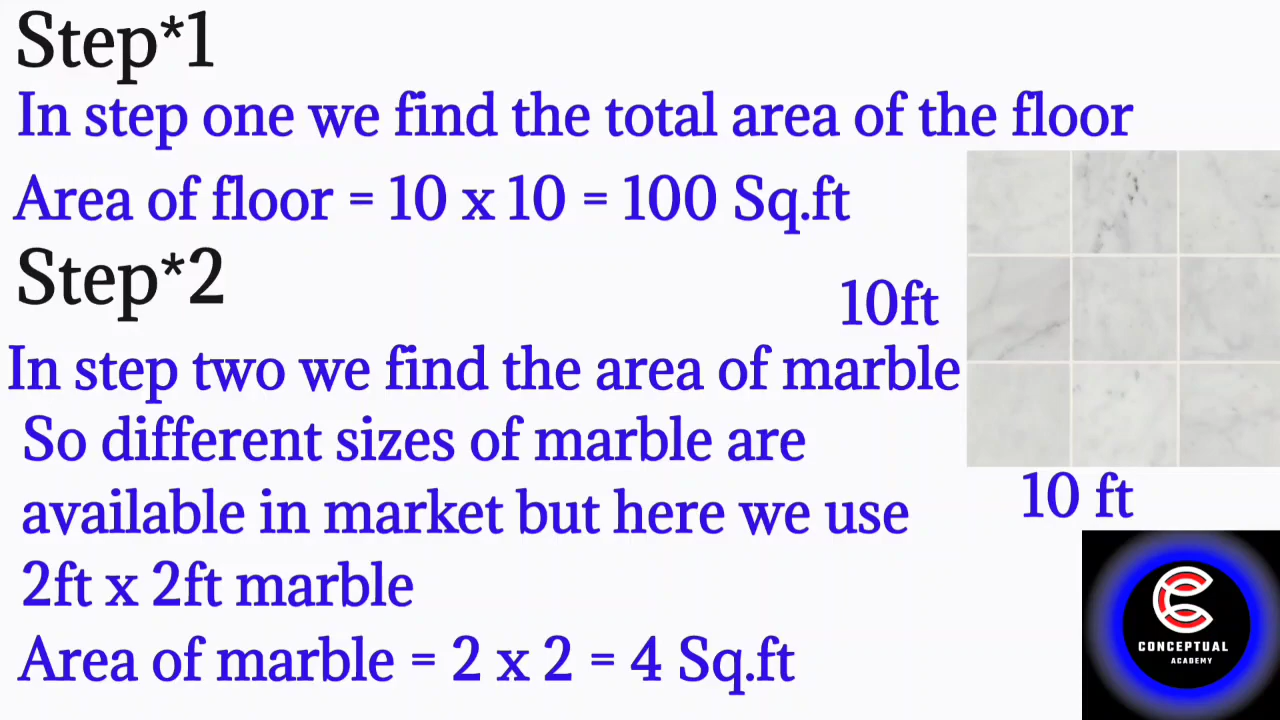 Step*1
In step one we find the total area of the floor
Area of floor = 10 x 10 = 100 Sq.ft
Step*2
10ft
In step two we find the area of marble
So different sizes of marble are
available in market but here we use
10 ft
2ft x 2ft marble
Area of marble = 2 x 2 = 4 Sq.ft
CONCEPTUAL
ACADEMY